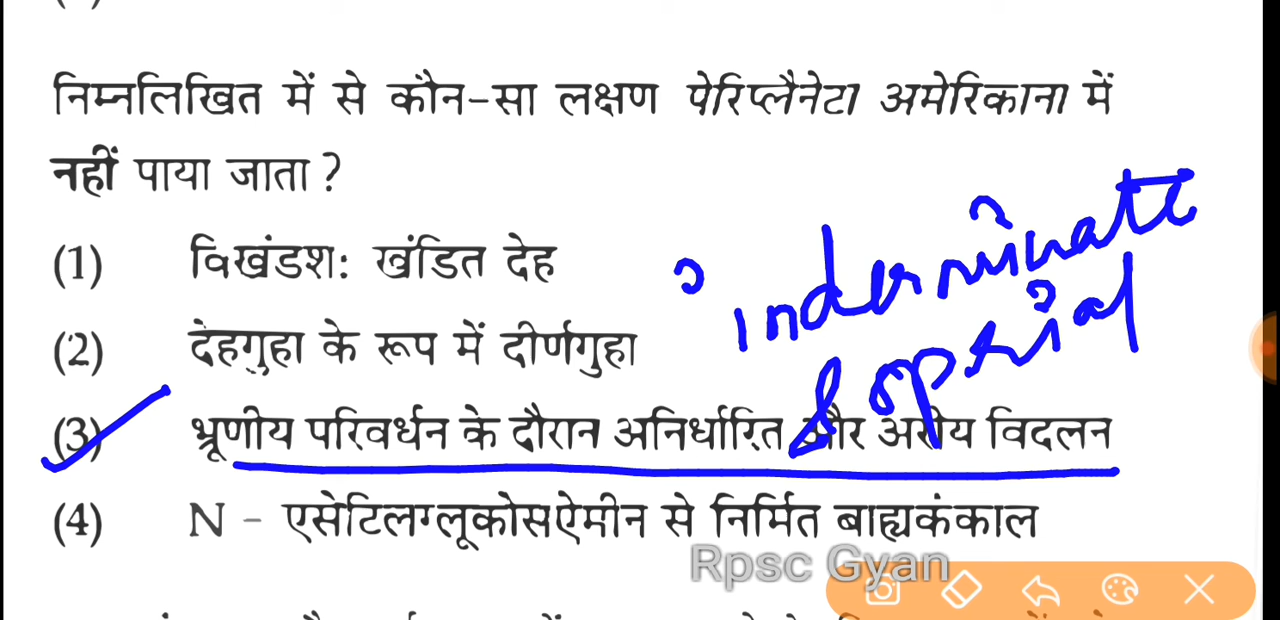 निम्नलिखित में से कौन-सा लक्षण पेरिप्लैनेटा अमेरिकाना में
नहीं पाया जाता ?
(1) विखंडशः खंडित देह
(2) देहगुहा के रूप में दीर्णगुहा
(3) भ्रूणीय परिवर्धन के दौरान अनिर्धारित और अरीय विदलन
(4) N - एसेटिलग्लूकोसऐमीन से निर्मित बाह्यकंकाल
inderminate
&
Rpsc Gyan